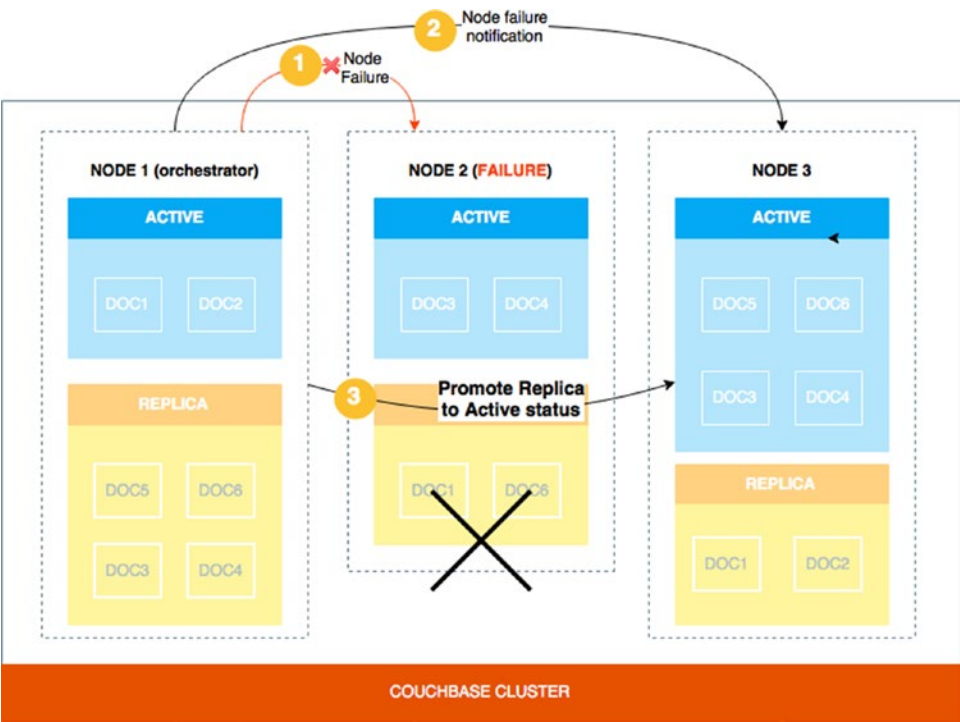 2
Node failure
notification
1
Node
Failure
NODE 1 (orchestrator)
ACTIVE
DOC1 DOC2
REPLICA
DOC5 DOC6
DOC3 DOC4
NODE 2 (FAILURE)
ACTIVE
DOC3 DOC4
3
Promote Replica
to Active status
DOC1 DOC6
NODE 3
ACTIVE
DOC5 DOC6
DOC3 DOC4
REPLICA
DOC1 DOC2
COUCHBASE CLUSTER